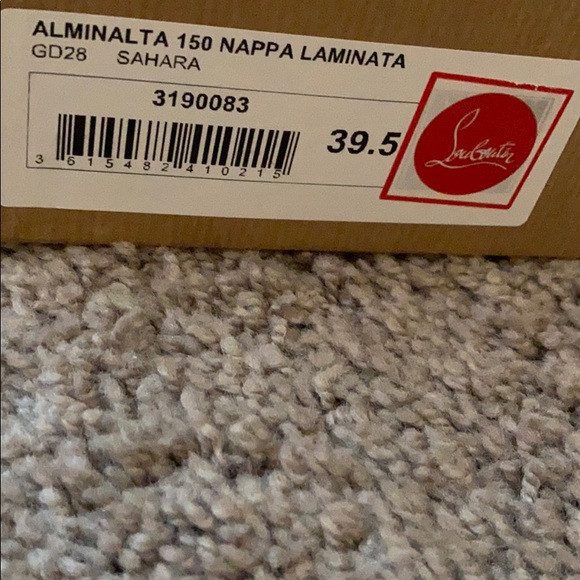 ALMINALTA 150 NAPPA LAMINATA
GD28 SAHARA
3190083
39.5
3 615482 410215
Louboutin